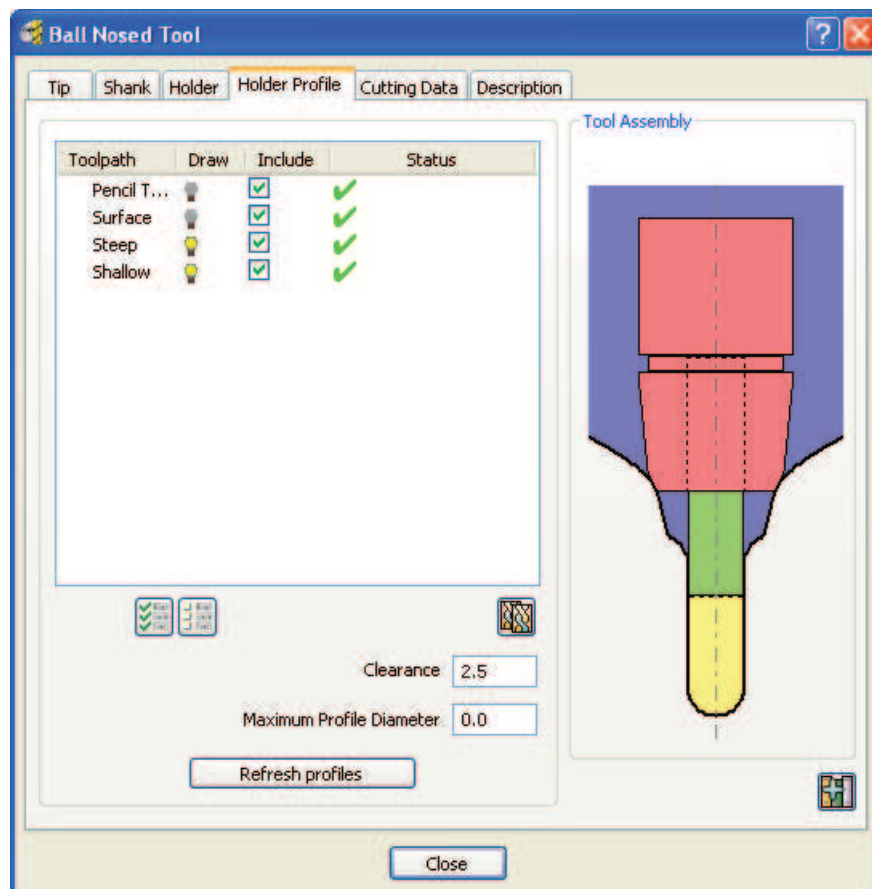 Ball Nosed Tool
Tip Shank Holder Holder Profile Cutting Data Description
Tool Assembly
Toolpath Draw Include Status
Pencil T...
Surface
Steep
Shallow
Clearance 2.5
Maximum Profile Diameter 0.0
Refresh profiles
Close